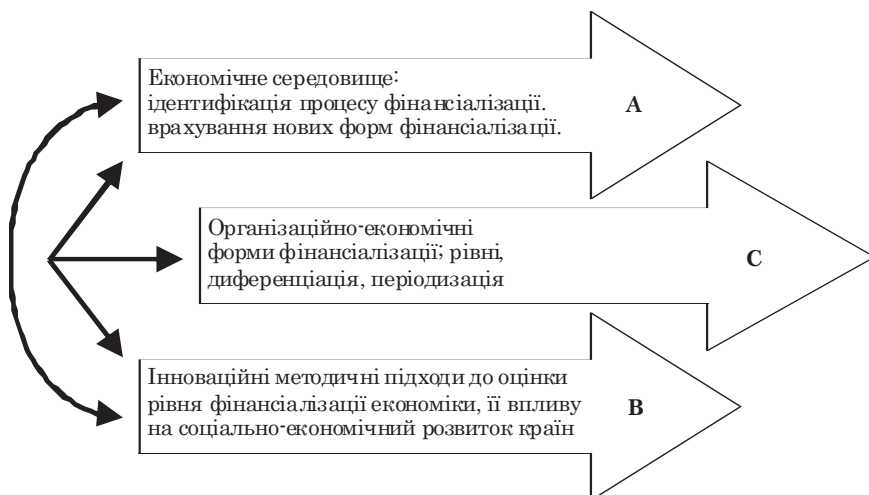 Економічне середовище:
ідентифікація процесу фінансіалізації.
врахування нових форм фінансіалізації.
A
Організаційно-економічні
форми фінансіалізації; рівні,
диференціація, періодизація
C
Інноваційні методичні підходи до оцінки
рівня фінансіалізації економіки, її впливу
на соціально-економічний розвиток країн
B